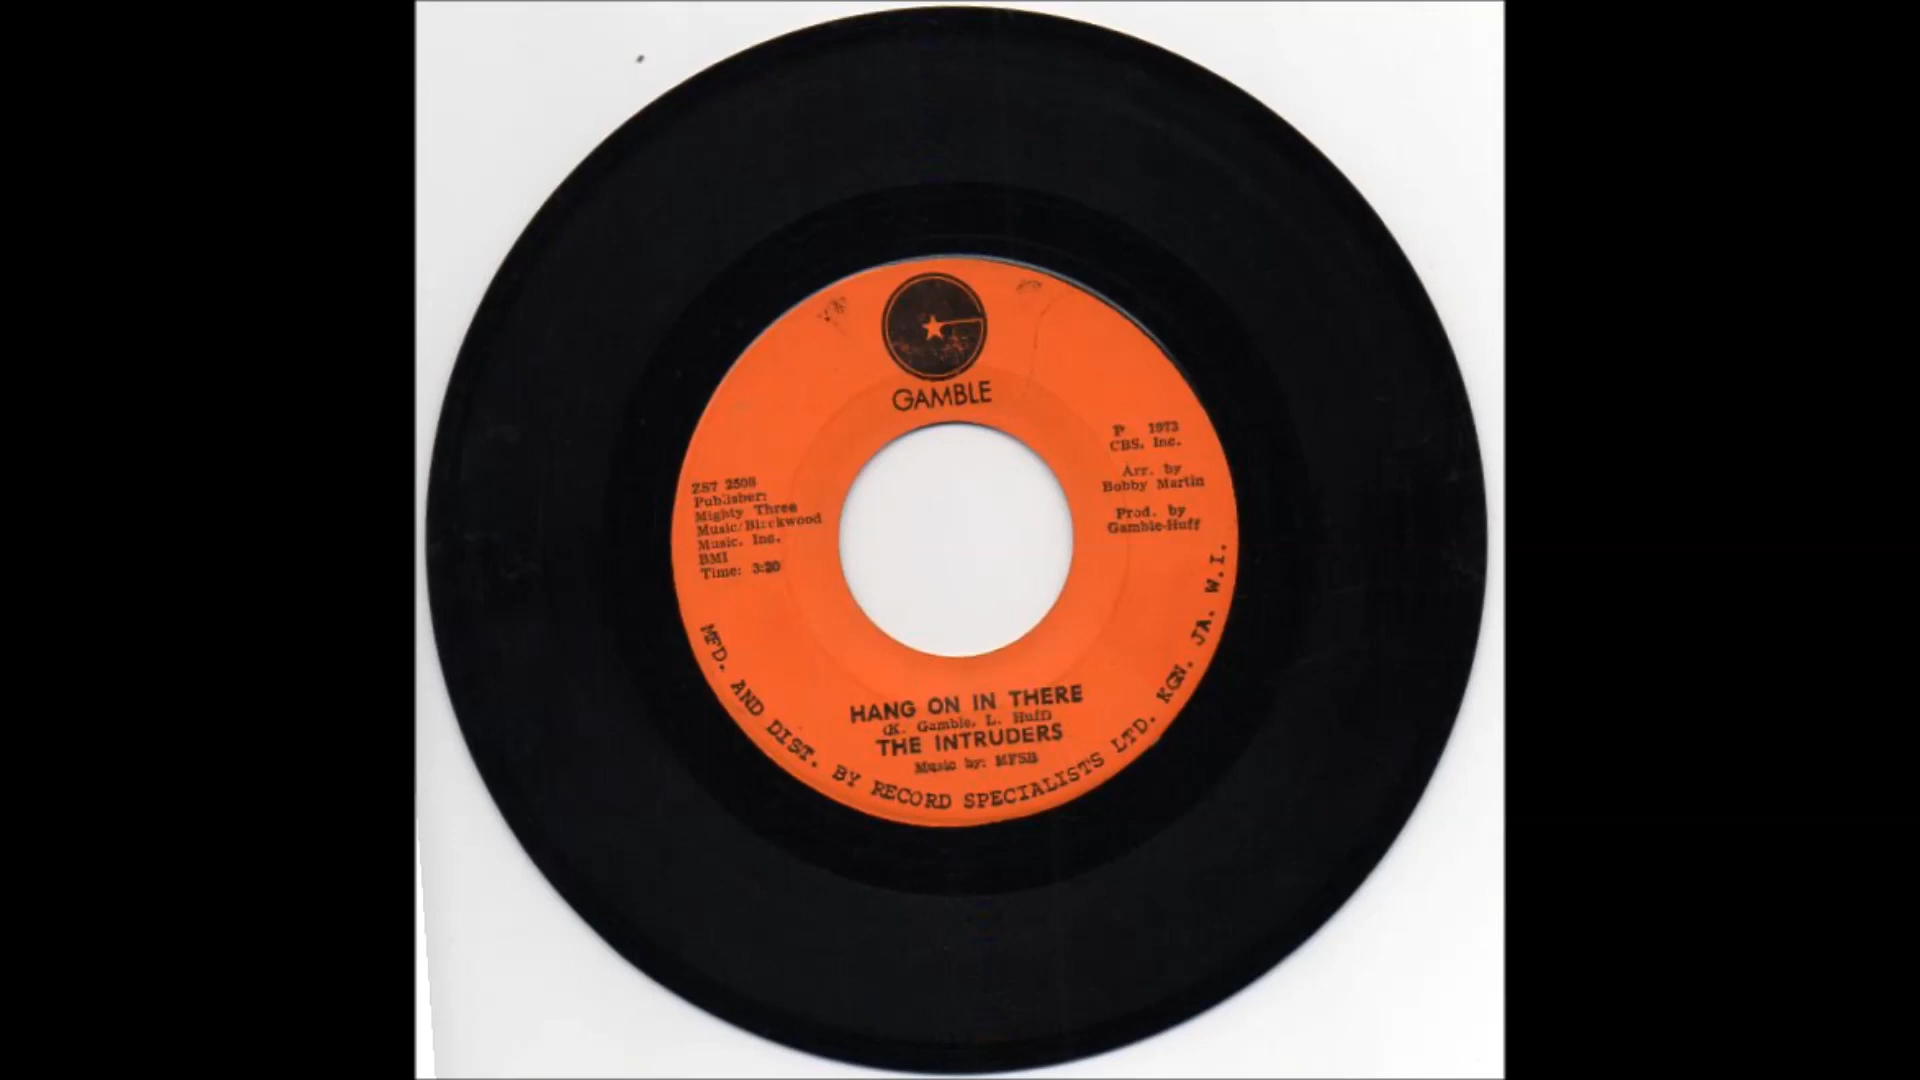 GAMBLE
P 1973
CBS, Inc.
Arr. by
Bobby Martin
Prod. by
Gamble-Huff
ZS7 2508
Publisher:
Mighty Three
Music/Blackwood
Music, Inc.
BMI
Time: 3:20
HANG ON IN THERE
(K. Gamble, L. Huff)
THE INTRUDERS
Music by: MFSB
MFD. AND DIST. BY RECORD SPECIALISTS LTD. KGN. JA. W.I.